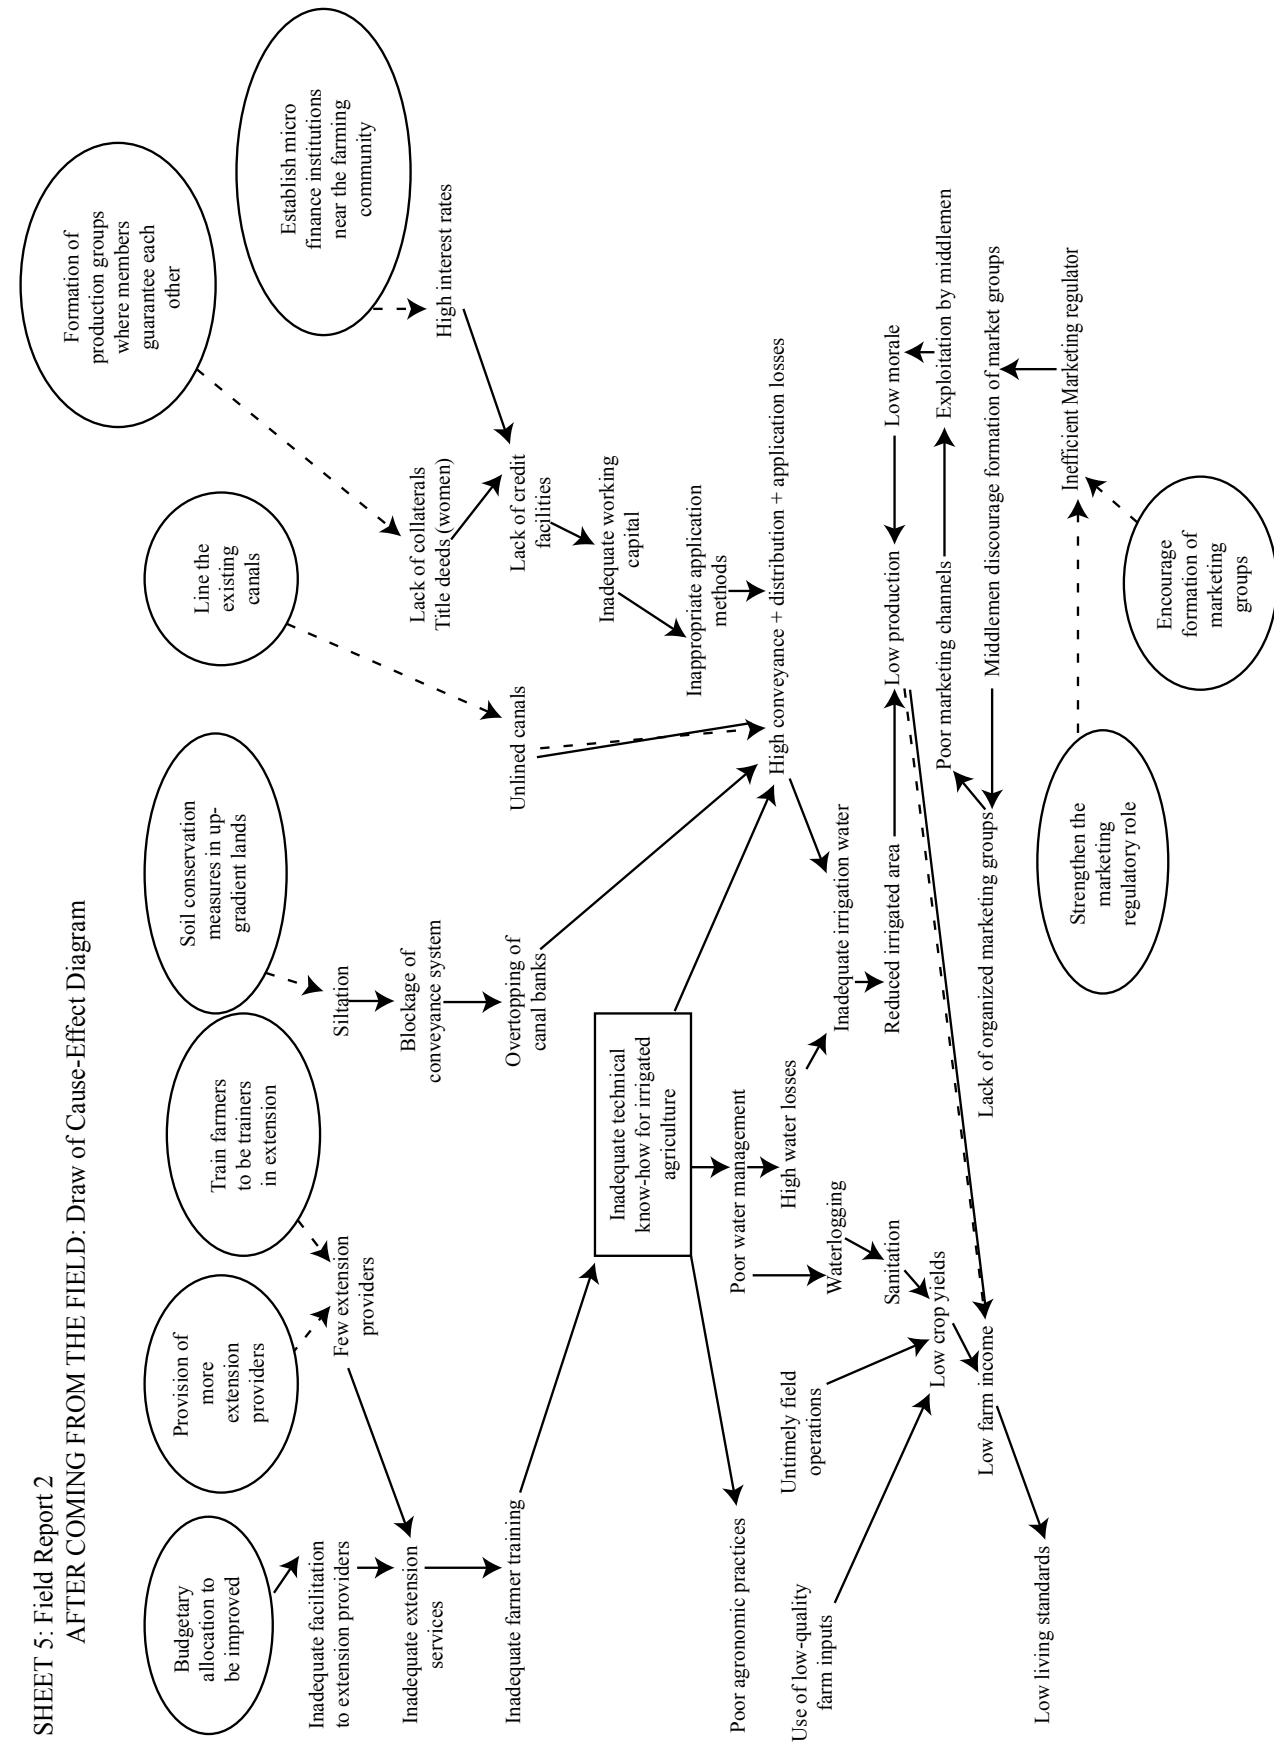 SHEET 5: Field Report 2
AFTER COMING FROM THE FIELD: Draw of Cause-Effect Diagram
Budgetary
allocation to
be improved
Provision of
more
extension
providers
Train farmers
to be trainers
in extension
Soil conservation
measures in up-
gradient lands
Line the
existing
canals
Formation of
production groups
where members
guarantee each
other
Establish micro
finance institutions
near the farming
community
Inadequate facilitation
to extension providers
Few extension
providers
Siltation
Blockage of
conveyance system
Lack of collaterals
Title deeds (women)
High interest rates
Inadequate extension
services
Inadequate farmer training
Overtopping of
canal banks
Unlined canals
Lack of credit
facilities
Inadequate working
capital
Inadequate technical
know-how for irrigated
agriculture
Inappropriate application
methods
Poor agronomic practices
Poor water management
High conveyance + distribution + application losses
Use of low-quality
farm inputs
Untimely field
operations
High water losses
Waterlogging
Inadequate irrigation water
Sanitation
Reduced irrigated area
Low production
Low morale
Low crop yields
Poor marketing channels
Exploitation by middlemen
Low farm income
Lack of organized marketing groups
Middlemen discourage formation of market groups
Low living standards
Inefficient Marketing regulator
Strengthen the
marketing
regulatory role
Encourage
formation of
marketing
groups